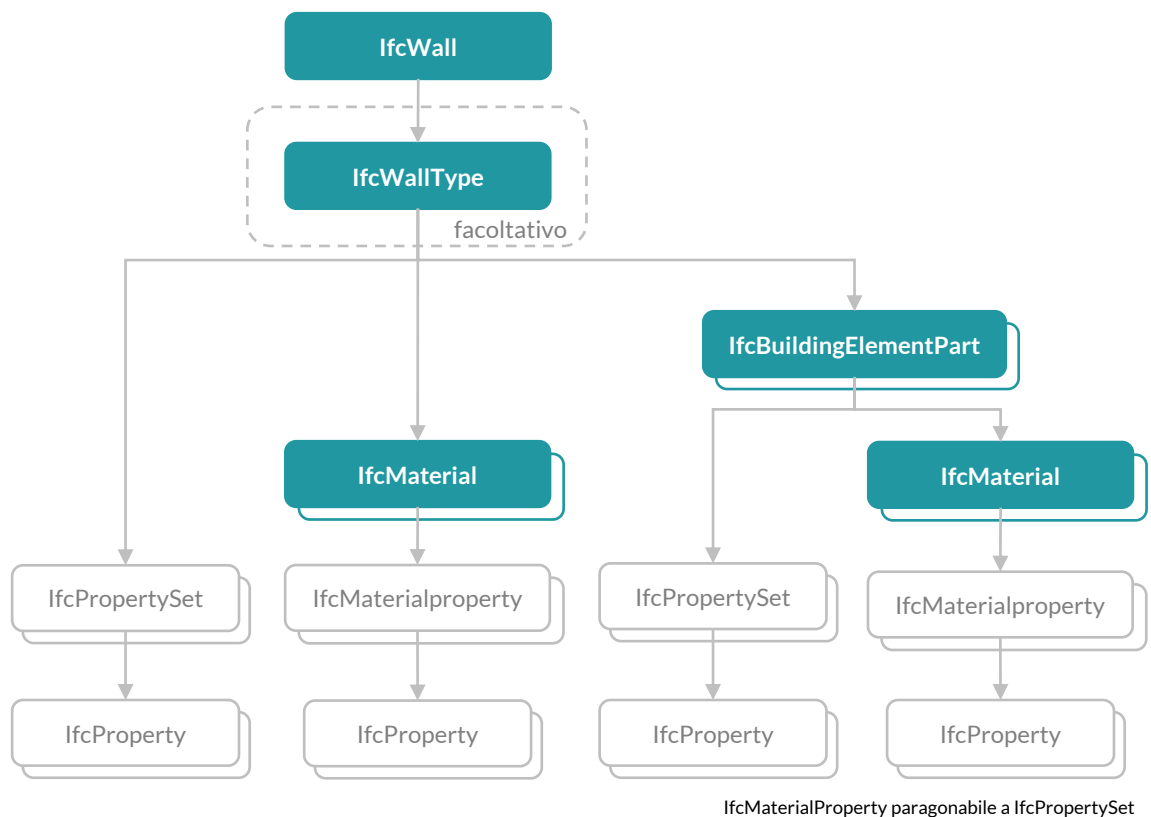 IfcWall
IfcWallType
facoltativo
IfcBuildingElementPart
IfcMaterial
IfcMaterial
IfcPropertySet
IfcMaterialproperty
IfcPropertySet
IfcMaterialproperty
IfcProperty
IfcProperty
IfcProperty
IfcProperty
IfcMaterialProperty paragonabile a IfcPropertySet